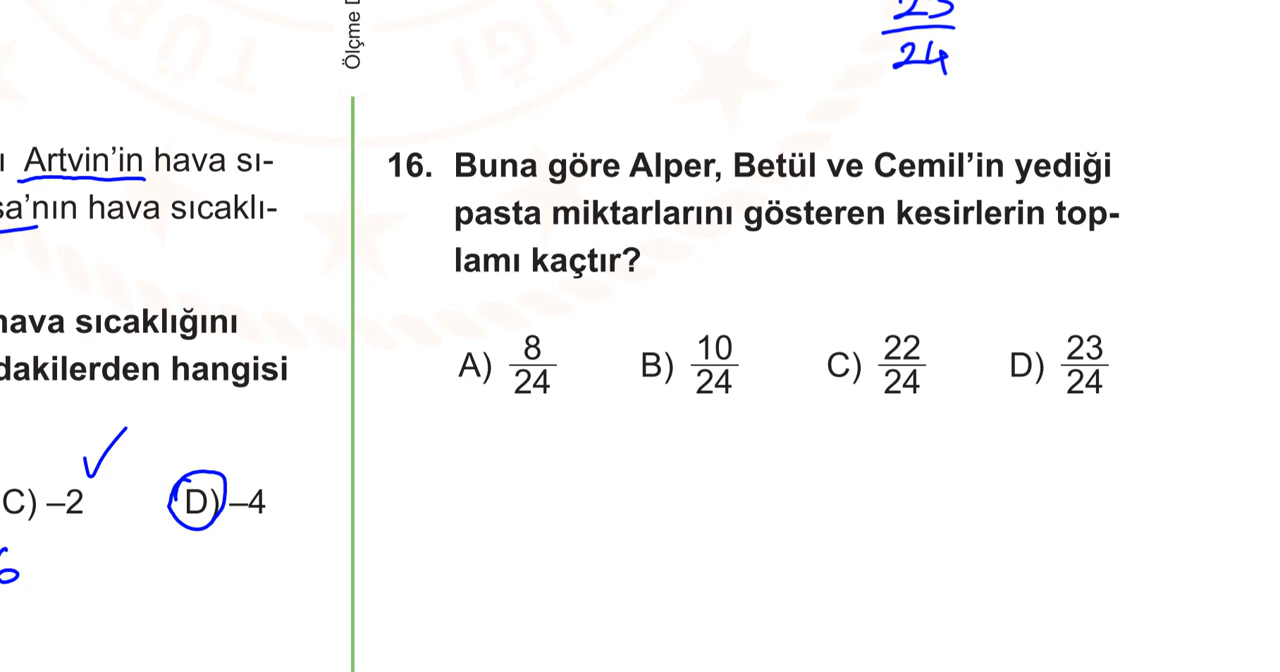 Ölçme
23
24
Artvin'in hava sı-
sa'nın hava sıcaklı-
hava sıcaklığını
dakilerden hangisi
C) –2
D) –4
6
16. Buna göre Alper, Betül ve Cemil'in yediği
pasta miktarlarını gösteren kesirlerin top-
lamı kaçtır?
A) 8/24 B) 10/24 C) 22/24 D) 23/24